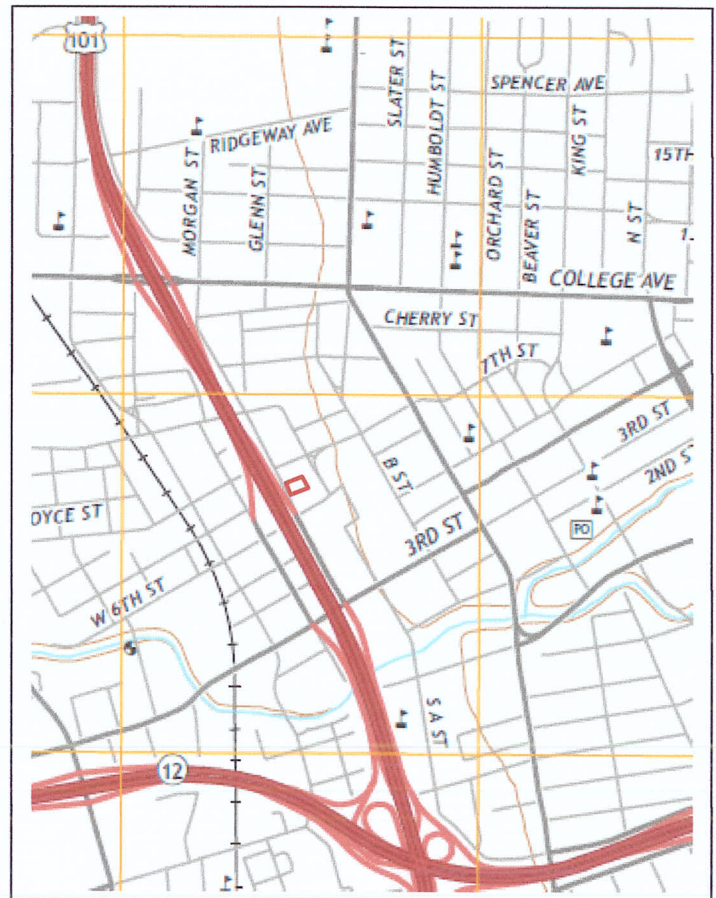 101
SLATER ST
HUMBOLDT ST
SPENCER AVE
KING ST
RIDGEWAY AVE
15TH
MORGAN ST
GLENN ST
ORCHARD ST
BEAVER ST
N ST
COLLEGE AVE
CHERRY ST
7TH ST
3RD ST
B ST
2ND ST
OYCE ST
3RD ST
PO
W 6TH ST
S A ST
12